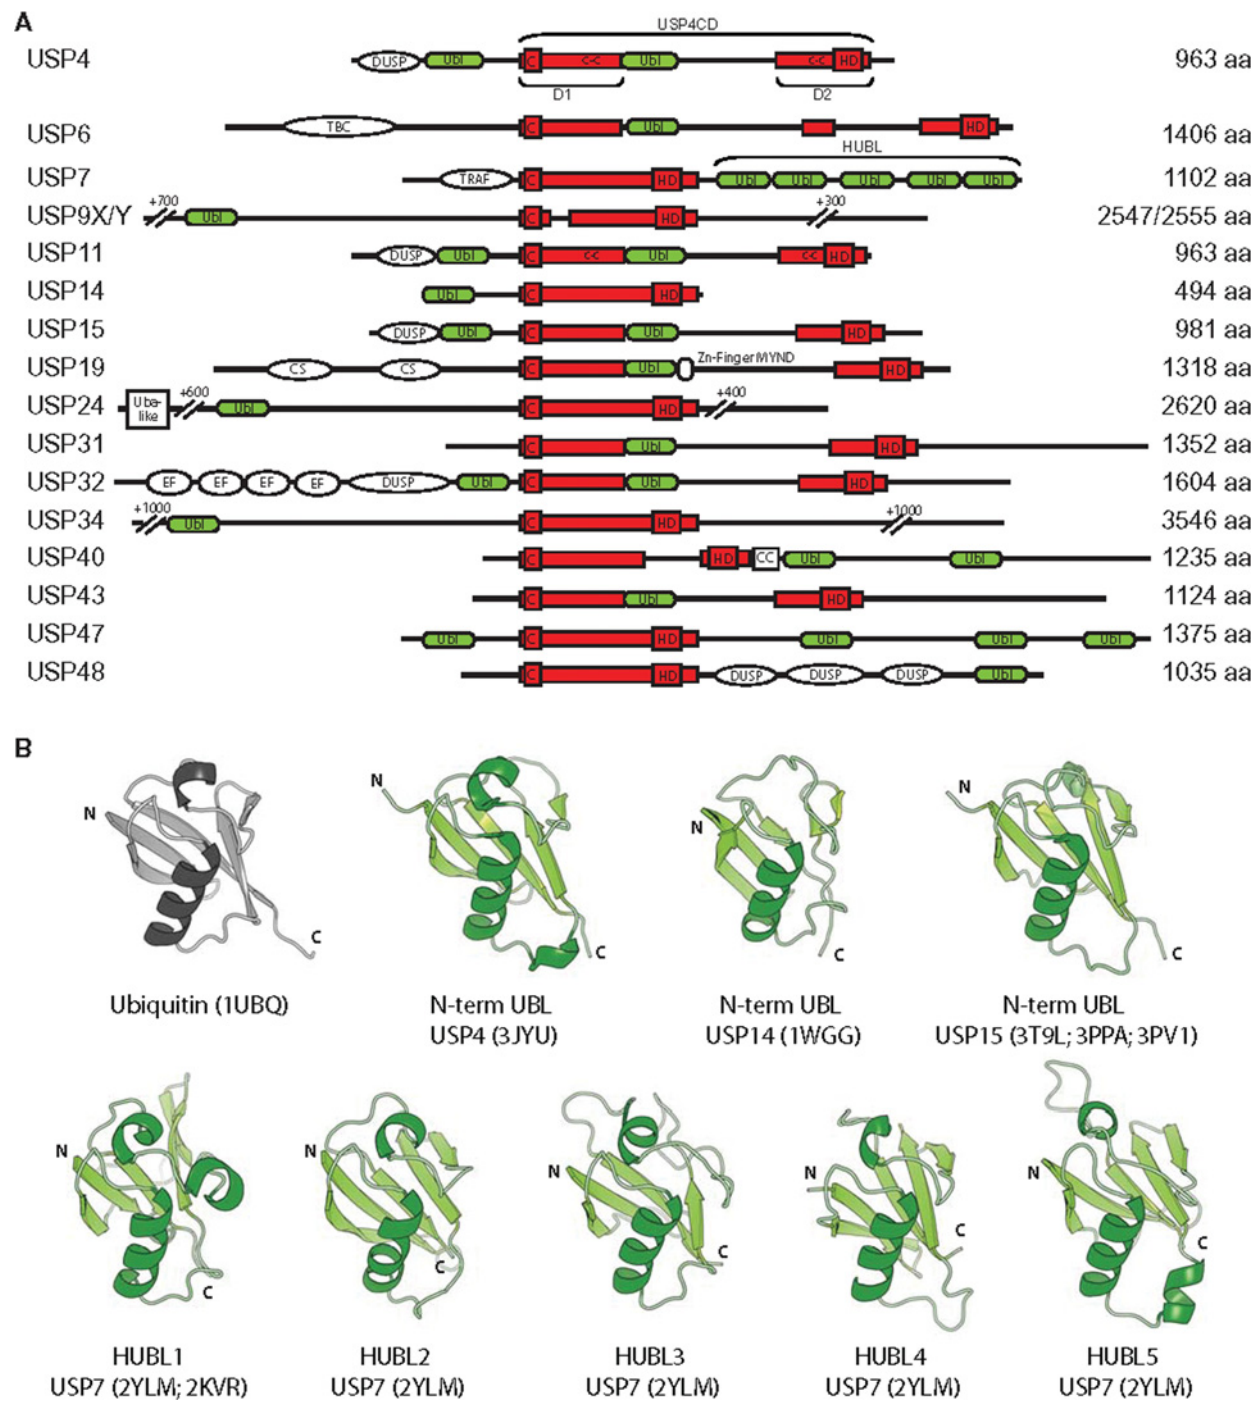 A
USP4CD
USP4 DUSP Ubl C c-c Ubl c-c HD 963 aa
D1 D2
USP6 TBC C Ubl HD 1406 aa
HUBL
USP7 TRAF C HD Ubl Ubl Ubl Ubl Ubl 1102 aa
+700 +300
USP9X/Y Ubl C HD 2547/2555 aa
USP11 DUSP Ubl C c-c Ubl c-c HD 963 aa
USP14 Ubl C HD 494 aa
USP15 DUSP Ubl C Ubl HD 981 aa
Zn-Finger MYND
USP19 CS CS C Ubl HD 1318 aa
+600 +400
USP24 Uba-like Ubl C HD 2620 aa
USP31 C Ubl HD 1352 aa
USP32 EF EF EF EF DUSP Ubl C Ubl HD 1604 aa
+1000 +1000
USP34 Ubl C HD 3546 aa
USP40 C HD CC Ubl Ubl 1235 aa
USP43 C Ubl HD 1124 aa
USP47 Ubl C HD Ubl Ubl Ubl 1375 aa
USP48 C HD DUSP DUSP DUSP Ubl 1035 aa
B
N C
Ubiquitin (1UBQ)
N C
N-term UBL
USP4 (3JYU)
N C
N-term UBL
USP14 (1WGG)
N C
N-term UBL
USP15 (3T9L; 3PPA; 3PV1)
N C
HUBL1
USP7 (2YLM; 2KVR)
N C
HUBL2
USP7 (2YLM)
N C
HUBL3
USP7 (2YLM)
N C
HUBL4
USP7 (2YLM)
N C
HUBL5
USP7 (2YLM)